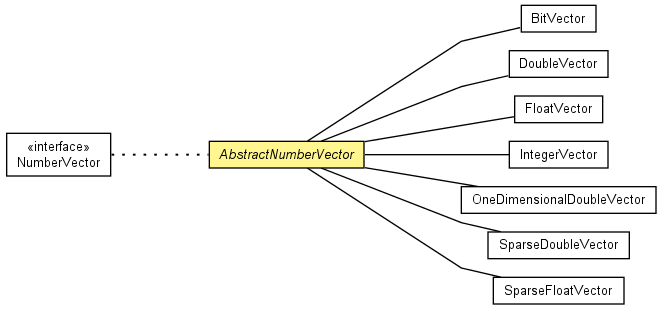 «interface»
NumberVector
AbstractNumberVector
BitVector
DoubleVector
FloatVector
IntegerVector
OneDimensionalDoubleVector
SparseDoubleVector
SparseFloatVector